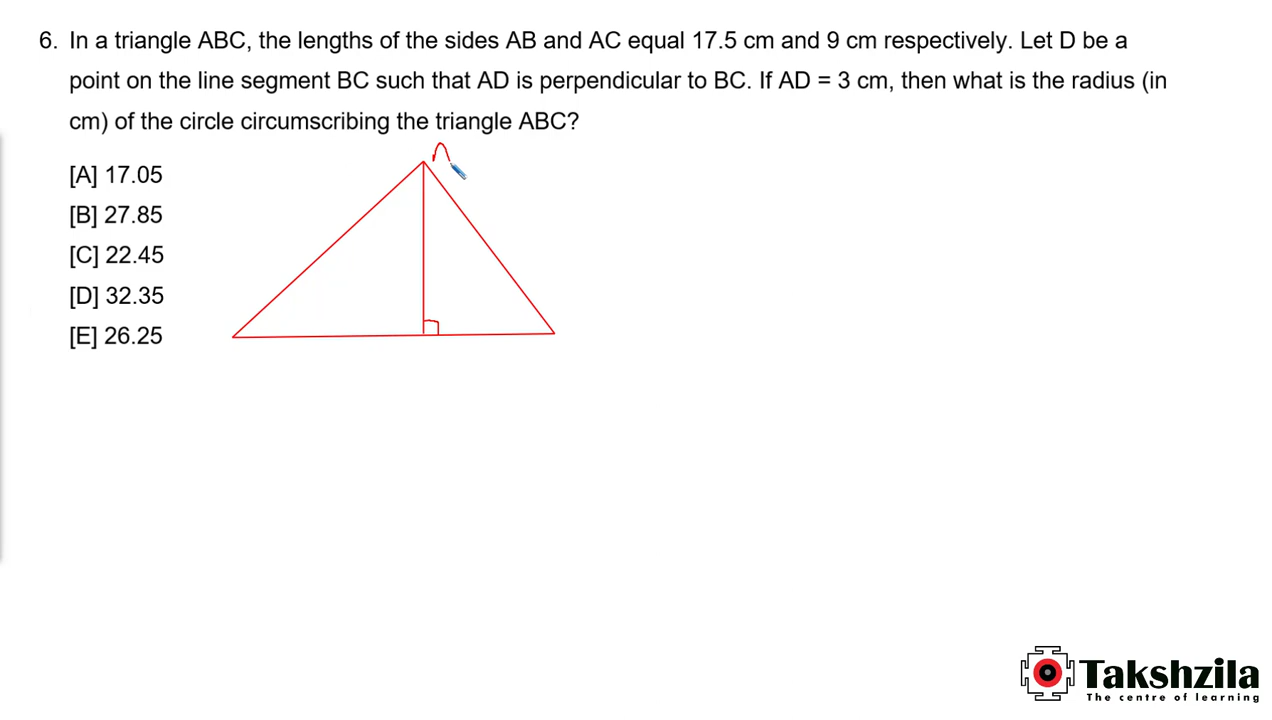 6. In a triangle ABC, the lengths of the sides AB and AC equal 17.5 cm and 9 cm respectively. Let D be a
point on the line segment BC such that AD is perpendicular to BC. If AD = 3 cm, then what is the radius (in
cm) of the circle circumscribing the triangle ABC?
[A] 17.05
[B] 27.85
[C] 22.45
[D] 32.35
[E] 26.25
Takshzila
The centre of learning